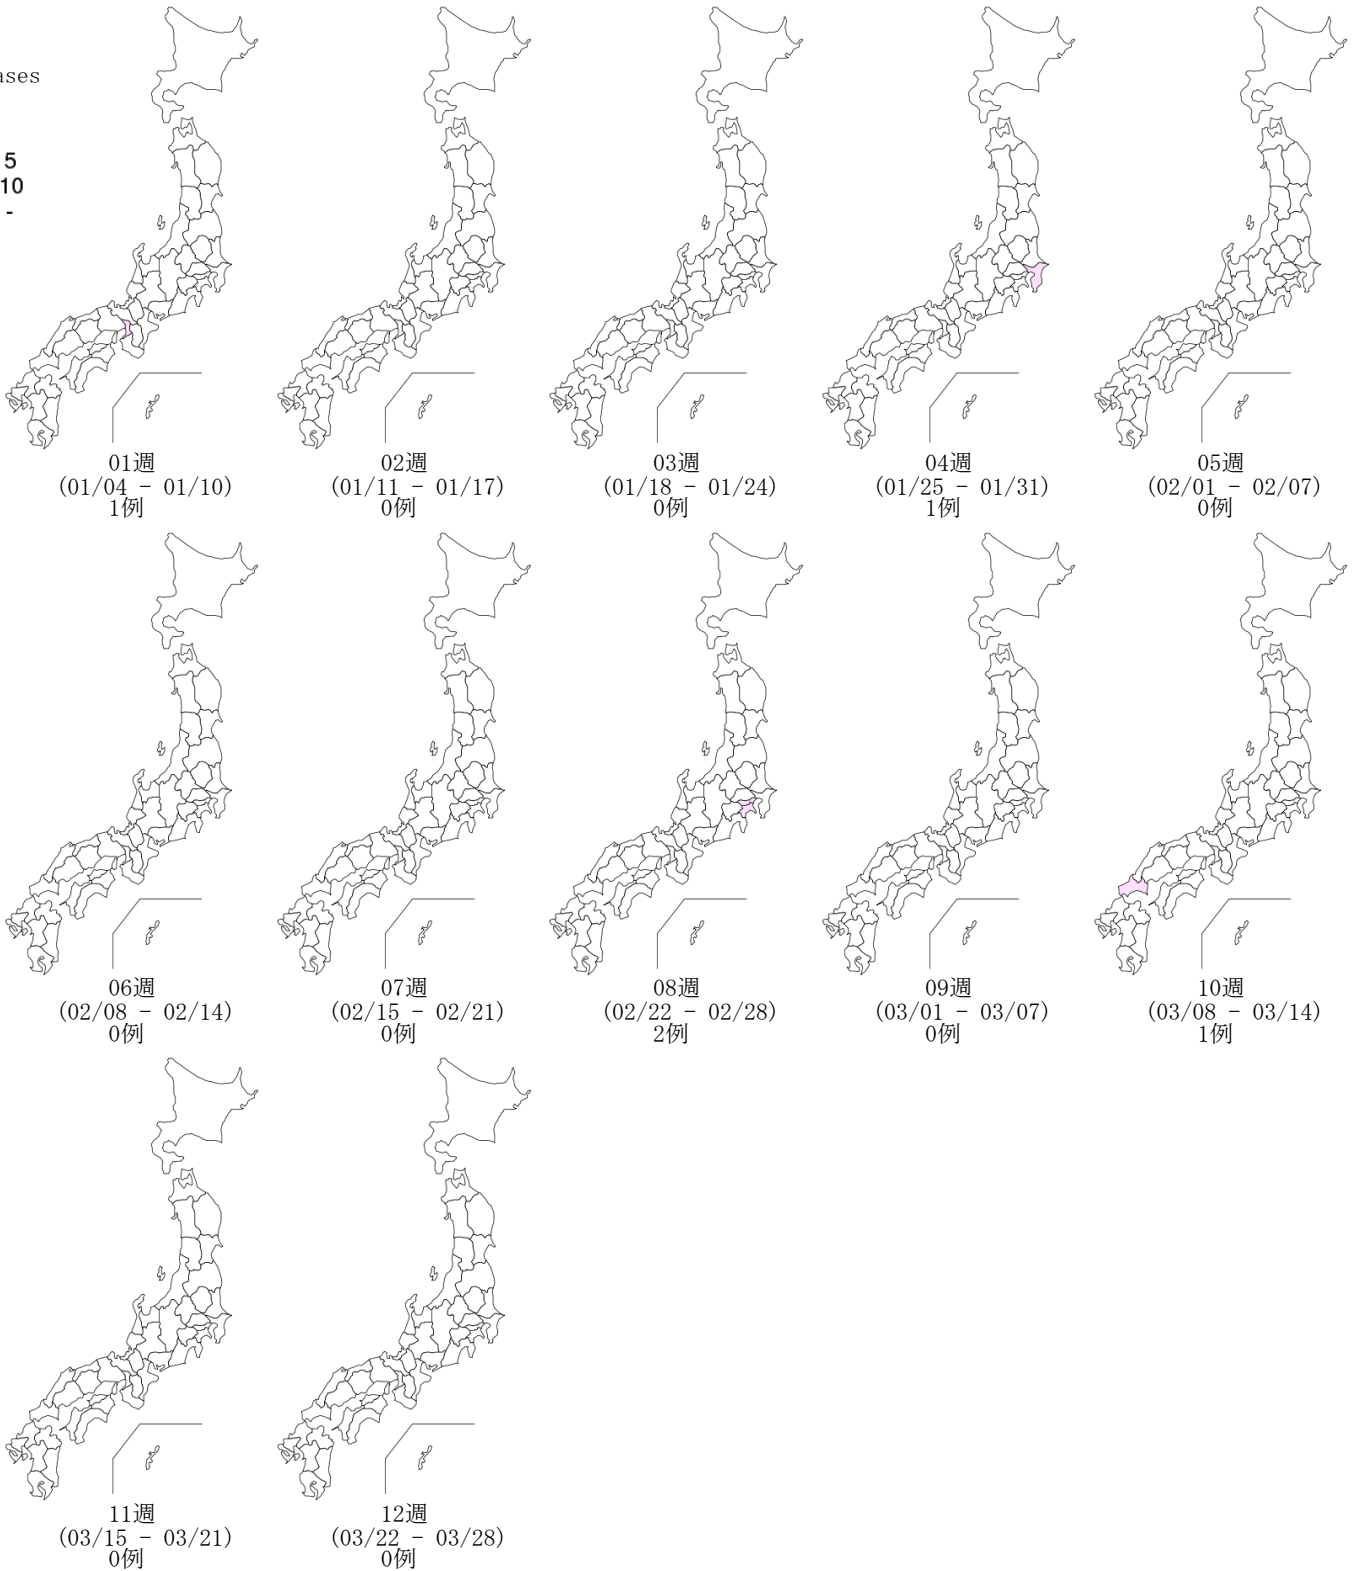 ases
5
10
-
01週
(01/04 - 01/10)
1例
02週
(01/11 - 01/17)
0例
03週
(01/18 - 01/24)
0例
04週
(01/25 - 01/31)
1例
05週
(02/01 - 02/07)
0例
06週
(02/08 - 02/14)
0例
07週
(02/15 - 02/21)
0例
08週
(02/22 - 02/28)
2例
09週
(03/01 - 03/07)
0例
10週
(03/08 - 03/14)
1例
11週
(03/15 - 03/21)
0例
12週
(03/22 - 03/28)
0例